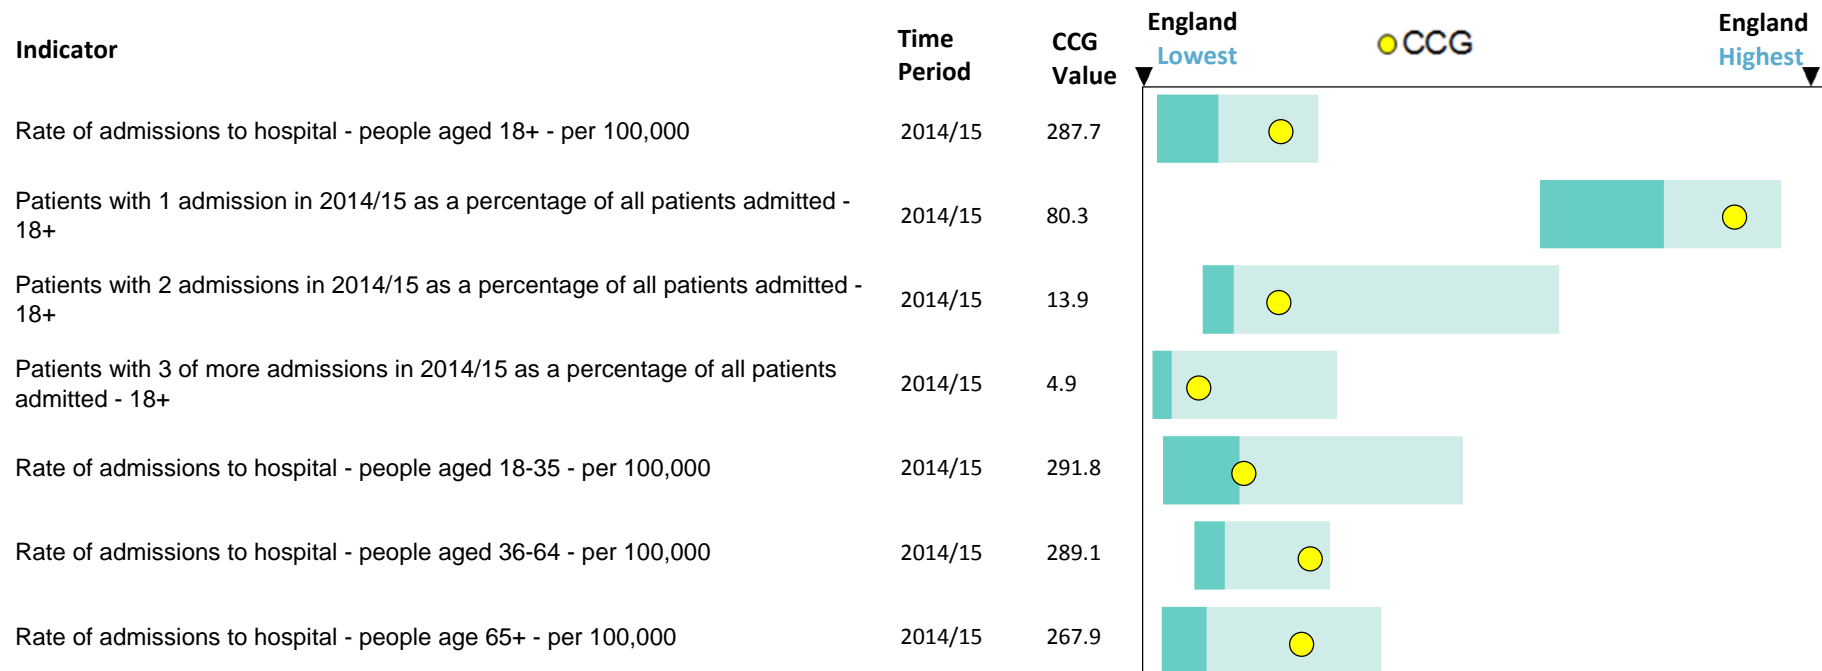 Indicator
Time
Period
CCG
Value
England
Lowest
CCG
England
Highest
Rate of admissions to hospital - people aged 18+ - per 100,000
2014/15
287.7
Patients with 1 admission in 2014/15 as a percentage of all patients admitted -
18+
2014/15
80.3
Patients with 2 admissions in 2014/15 as a percentage of all patients admitted -
18+
2014/15
13.9
Patients with 3 of more admissions in 2014/15 as a percentage of all patients
admitted - 18+
2014/15
4.9
Rate of admissions to hospital - people aged 18-35 - per 100,000
2014/15
291.8
Rate of admissions to hospital - people aged 36-64 - per 100,000
2014/15
289.1
Rate of admissions to hospital - people age 65+ - per 100,000
2014/15
267.9